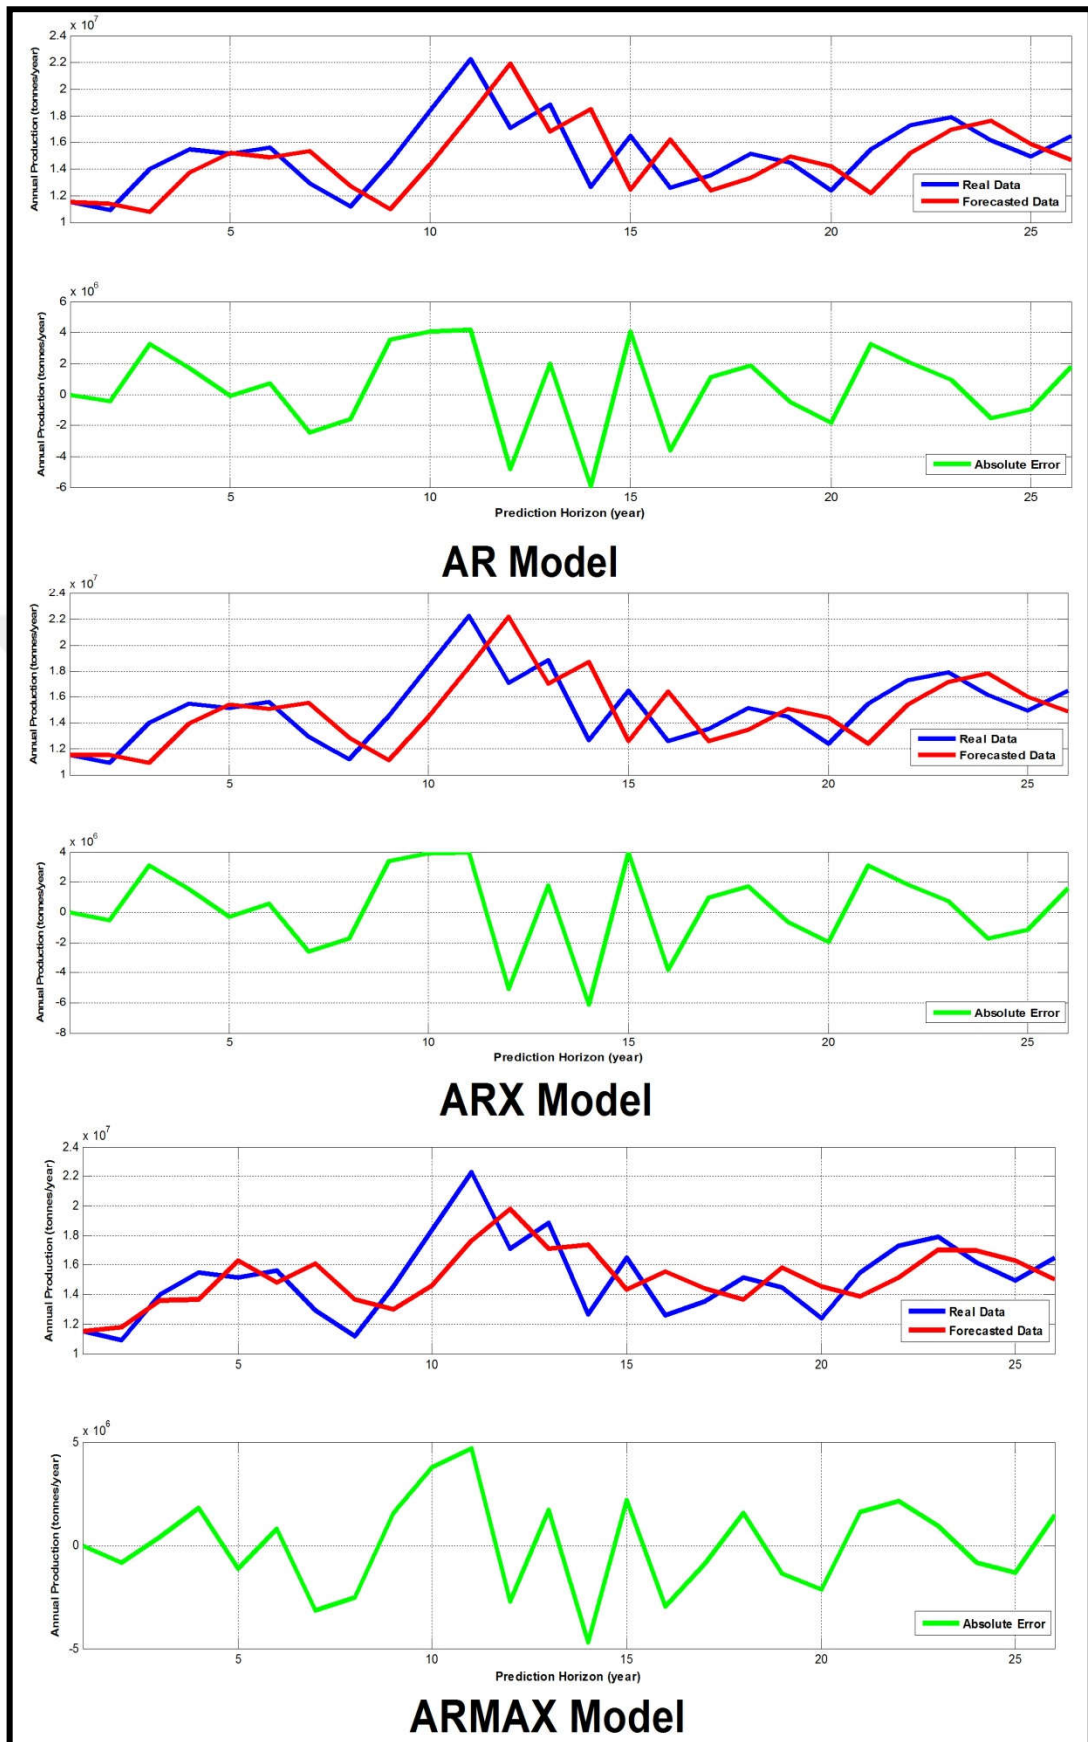 x 10^7
2.4
2.2
2
1.8
1.6
1.4
1.2
1
Annual Production (tonnes/year)
Real Data
Forecasted Data
5 10 15 20 25
x 10^6
6
4
2
0
-2
-4
-6
Annual Production (tonnes/year)
Absolute Error
5 10 15 20 25
Prediction Horizon (year)
AR Model
x 10^7
2.4
2.2
2
1.8
1.6
1.4
1.2
1
Annual Production (tonnes/year)
Real Data
Forecasted Data
5 10 15 20 25
x 10^6
4
2
0
-2
-4
-6
-8
Annual Production (tonnes/year)
Absolute Error
5 10 15 20 25
Prediction Horizon (year)
ARX Model
x 10^7
2.4
2.2
2
1.8
1.6
1.4
1.2
1
Annual Production (tonnes/year)
Real Data
Forecasted Data
5 10 15 20 25
x 10^6
5
0
-5
Annual Production (tonnes/year)
Absolute Error
5 10 15 20 25
Prediction Horizon (year)
ARMAX Model